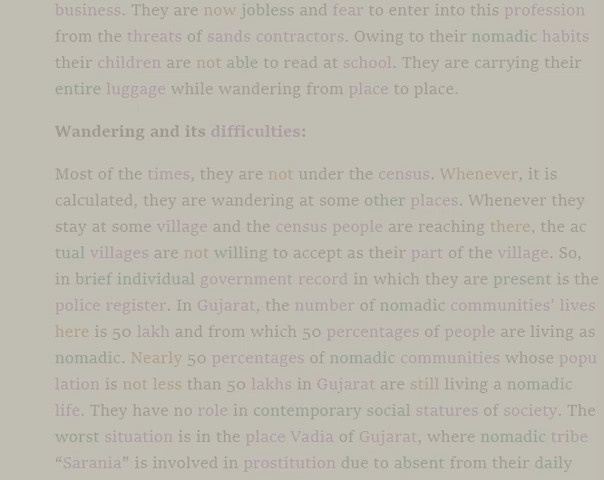 business. They are now jobless and fear to enter into this profession
from the threats of sands contractors. Owing to their nomadic habits
their children are not able to read at school. They are carrying their
entire luggage while wandering from place to place.
Wandering and its difficulties:
Most of the times, they are not under the census. Whenever, it is
calculated, they are wandering at some other places. Whenever they
stay at some village and the census people are reaching there, the ac
tual villages are not willing to accept as their part of the village. So,
in brief individual government record in which they are present is the
police register. In Gujarat, the number of nomadic communities’ lives
here is 50 lakh and from which 50 percentages of people are living as
nomadic. Nearly 50 percentages of nomadic communities whose popu
lation is not less than 50 lakhs in Gujarat are still living a nomadic
life. They have no role in contemporary social statures of society. The
worst situation is in the place Vadia of Gujarat, where nomadic tribe
“Sarania” is involved in prostitution due to absent from their daily